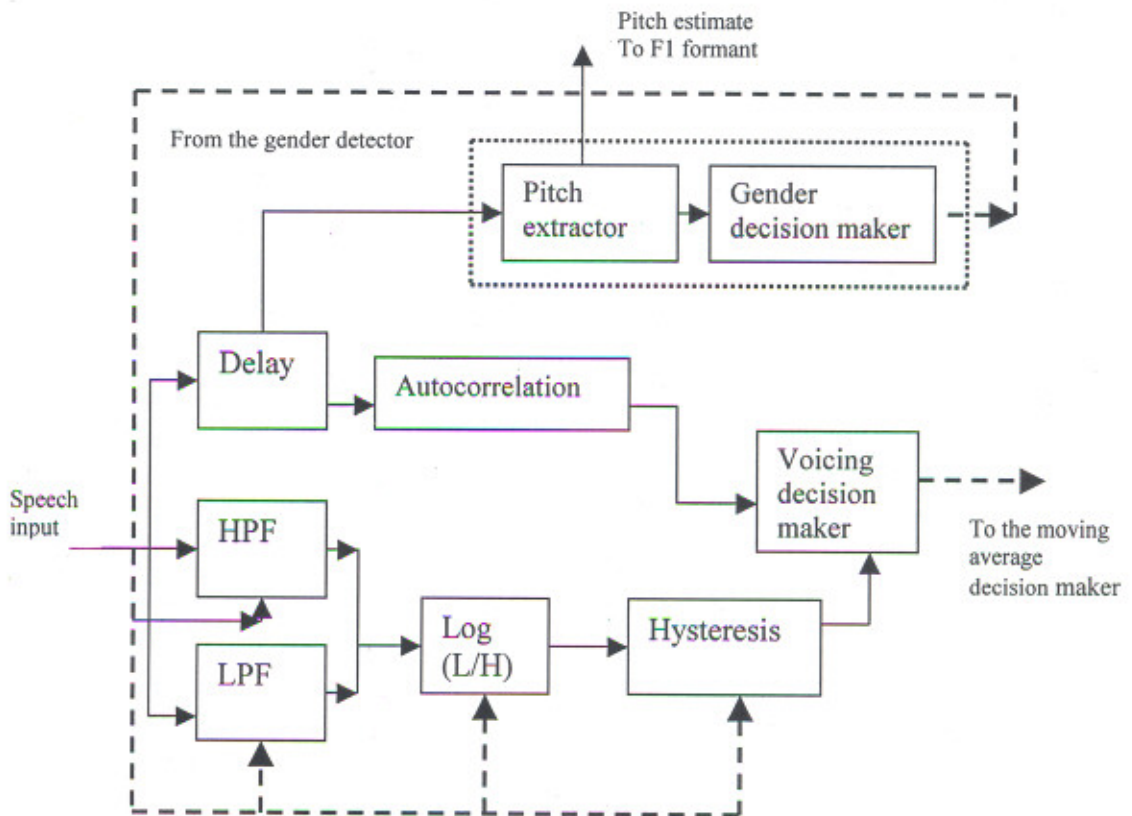 Pitch estimate
To F1 formant
From the gender detector
Pitch
extractor
Gender
decision maker
Delay
Autocorrelation
Voicing
decision
maker
Speech
input
HPF
To the moving
average
decision maker
Log
(L/H)
Hysteresis
LPF